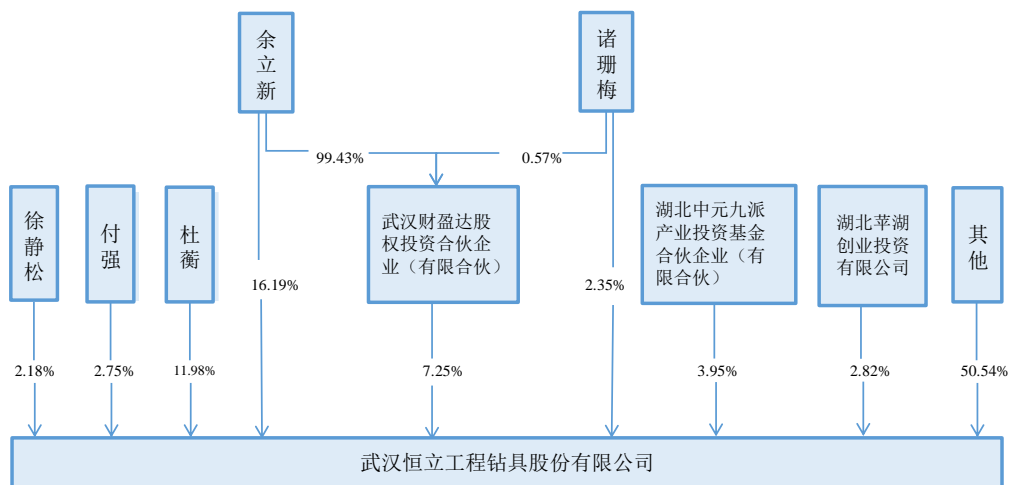 余立新
诸珊梅
99.43%
0.57%
徐静松
付强
杜蘅
武汉财盈达股
权投资合伙企
业（有限合伙）
湖北中元九派
产业投资基金
合伙企业（有
限合伙）
湖北苹湖
创业投资
有限公司
其他
16.19%
2.35%
2.18%
2.75%
11.98%
7.25%
3.95%
2.82%
50.54%
武汉恒立工程钻具股份有限公司